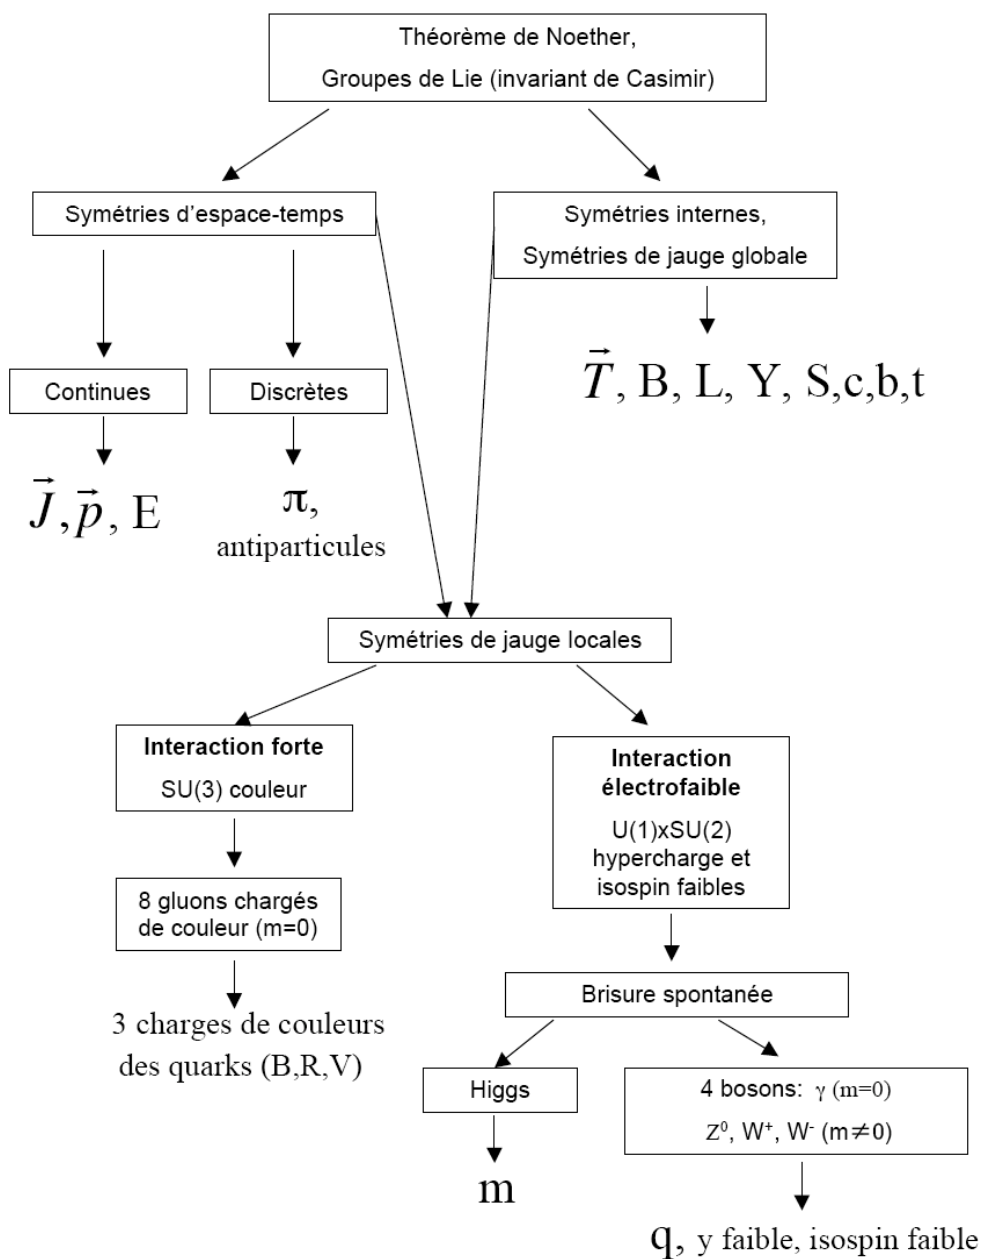 Théorème de Noether,
Groupes de Lie (invariant de Casimir)
Symétries d'espace-temps
Symétries internes,
Symétries de jauge globale
Continues
Discrètes
T⃗, B, L, Y, S,c,b,t
J⃗,p⃗, E
π,
antiparticules
Symétries de jauge locales
Interaction forte
SU(3) couleur
Interaction
électrofaible
U(1)xSU(2)
hypercharge et
isospin faibles
8 gluons chargés
de couleur (m=0)
3 charges de couleurs
des quarks (B,R,V)
Brisure spontanée
Higgs
4 bosons: γ (m=0)
Z⁰, W⁺, W⁻ (m≠0)
m
q, y faible, isospin faible